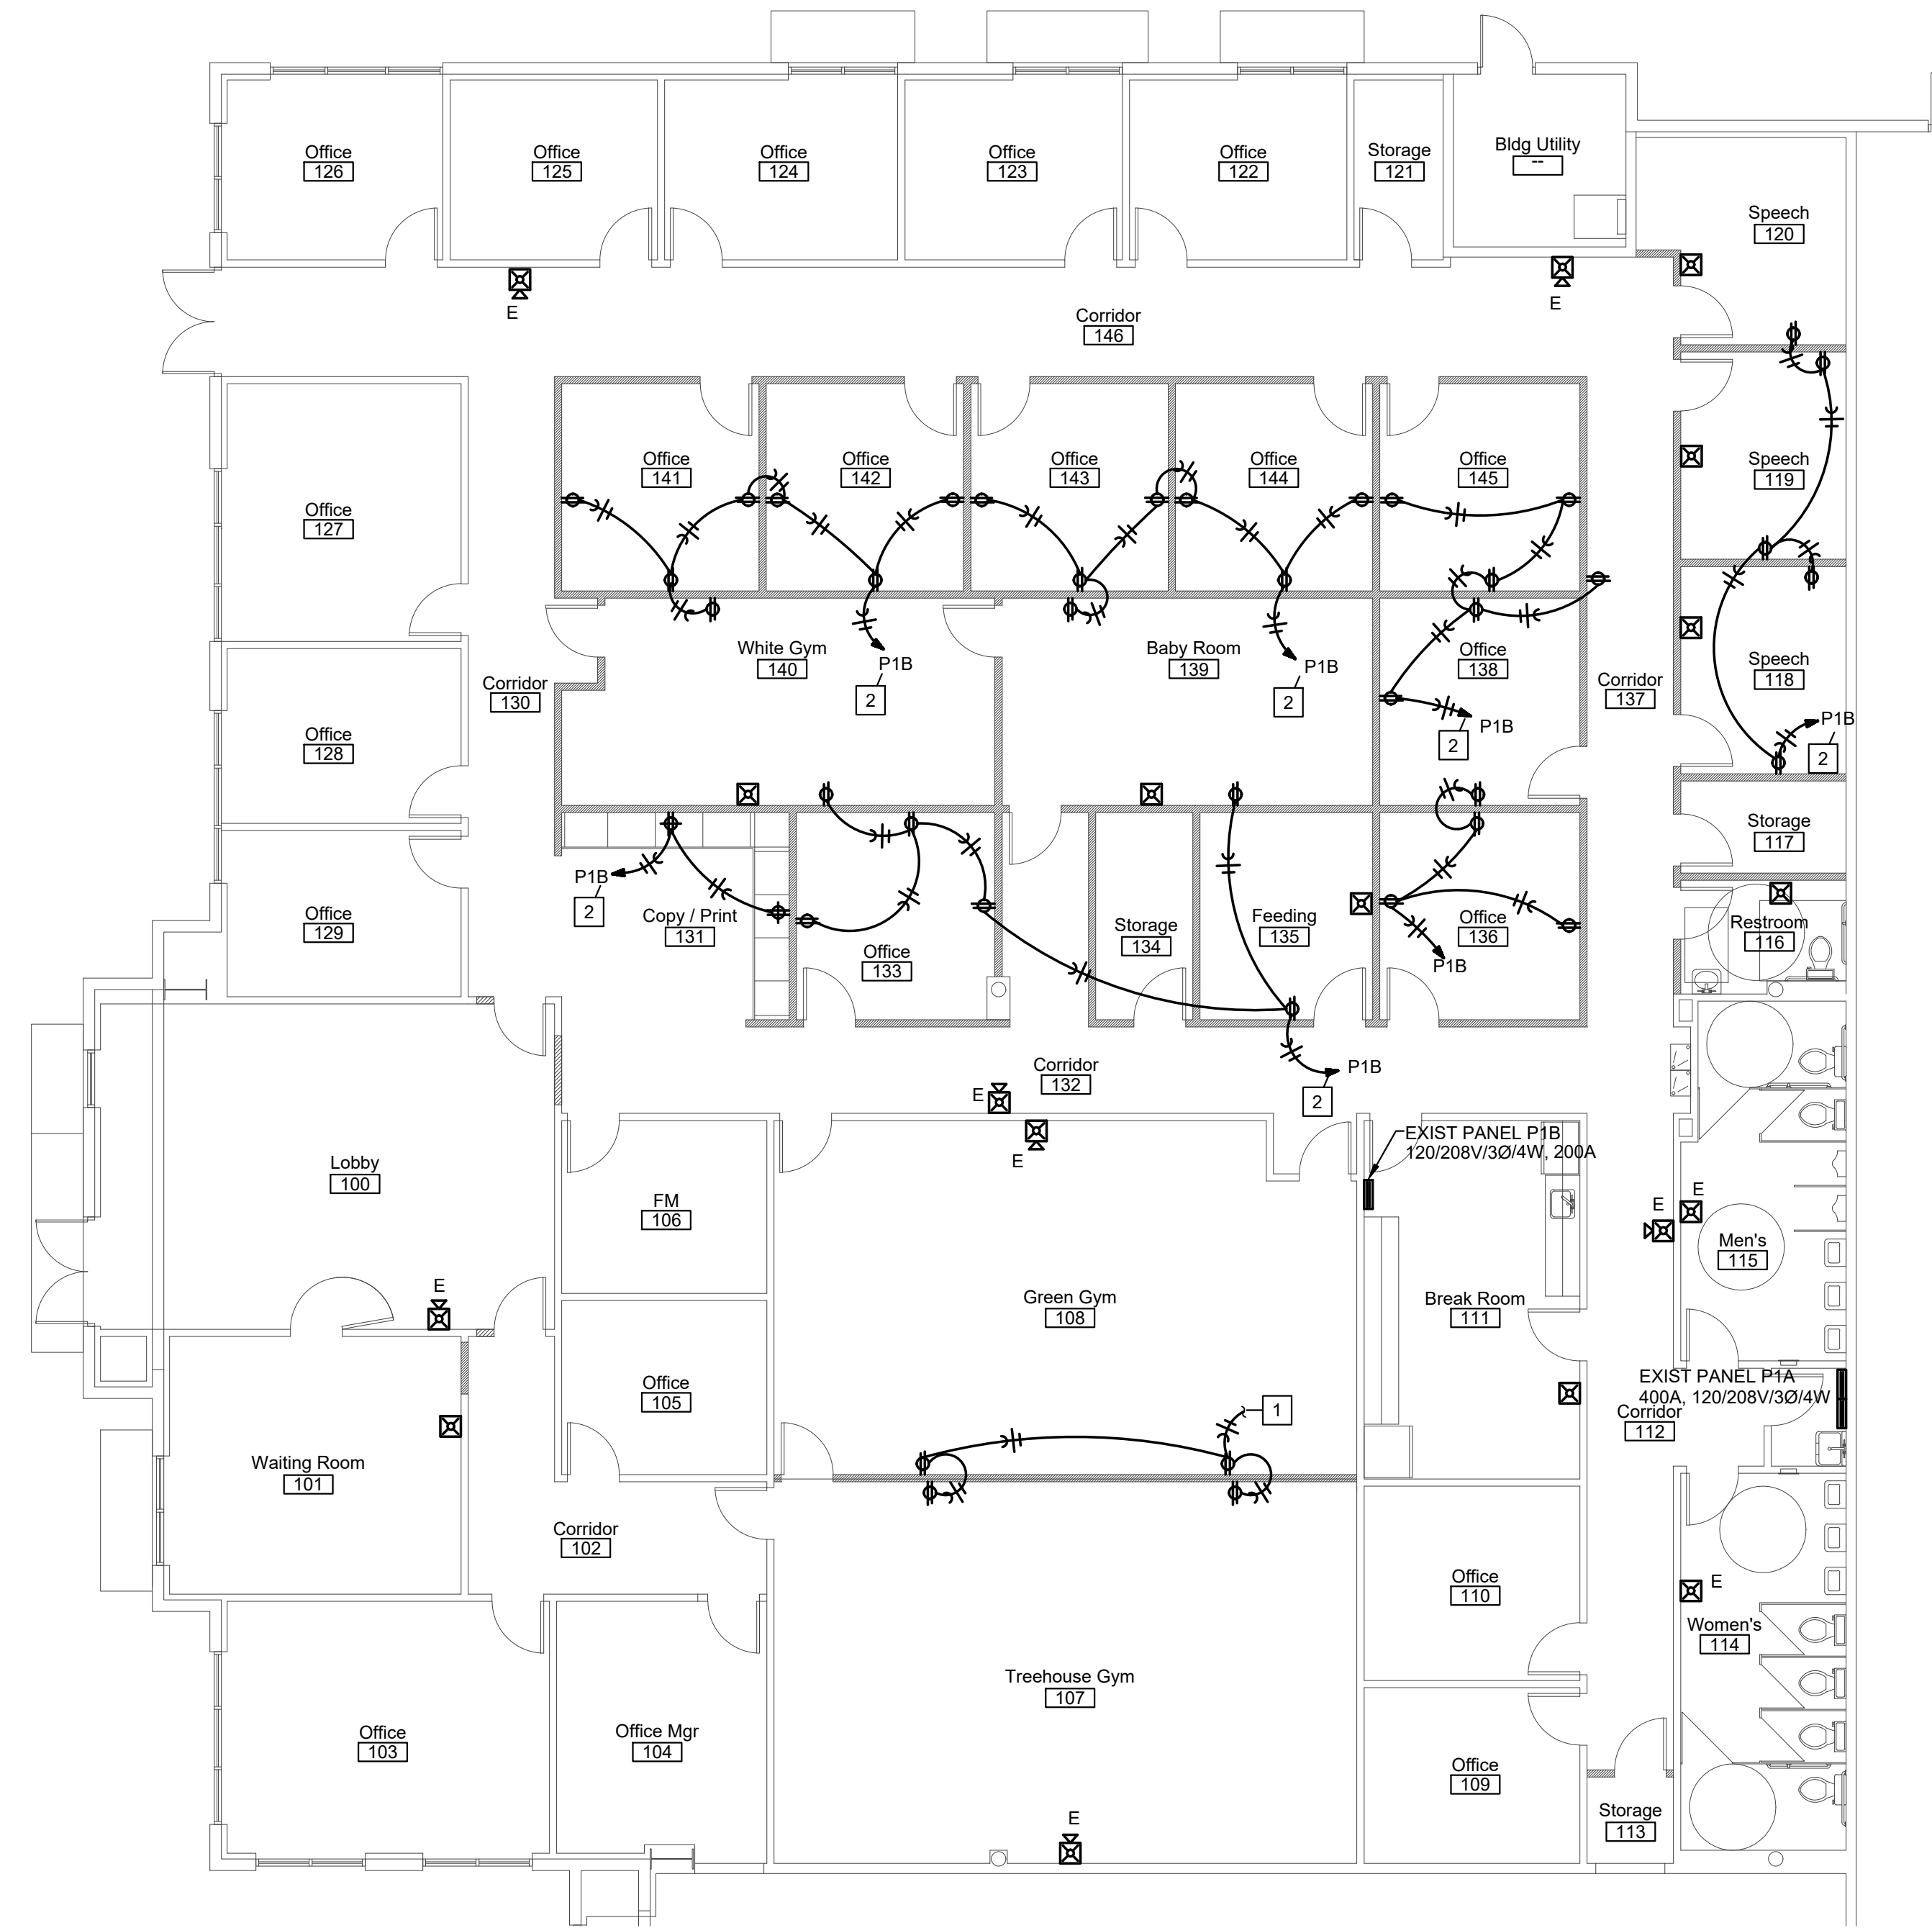 Office
126
Office
125
Office
124
Office
123
Office
122
Storage
121
Bldg Utility
--
Speech
120
E
E
Corridor
146
Office
127
Office
141
Office
142
Office
143
Office
144
Office
145
Speech
119
White Gym
140
P1B
2
Baby Room
139
P1B
2
Office
138
P1B
2
Corridor
137
Speech
118
P1B
2
Corridor
130
Office
128
Storage
117
P1B
2
Copy / Print
131
Office
133
Storage
134
Feeding
135
Office
136
P1B
Restroom
116
Office
129
Corridor
132
P1B
2
E
E
EXIST PANEL P1B
120/208V/3Ø/4W, 200A
Lobby
100
FM
106
E
E
Men's
115
E
Green Gym
108
Break Room
111
Office
105
1
EXIST PANEL P1A
400A, 120/208V/3Ø/4W
Corridor
112
Waiting Room
101
Corridor
102
Office
110
E
Women's
114
Treehouse Gym
107
Office
103
Office Mgr
104
Office
109
E
Storage
113